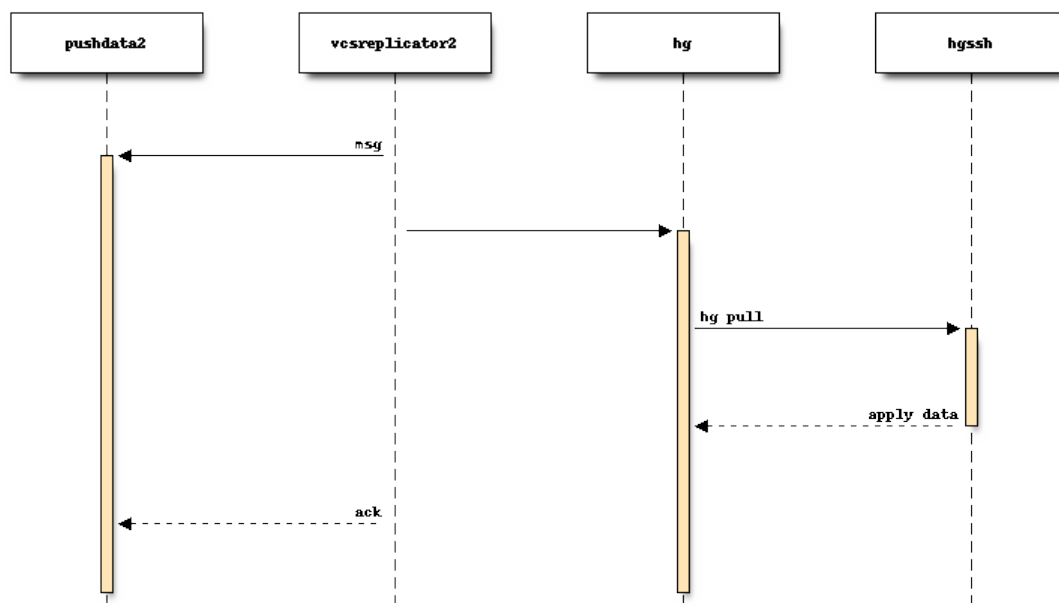 pushdata2
vcsreplicator2
hg
hgssh
msg
hg pull
apply data
ack